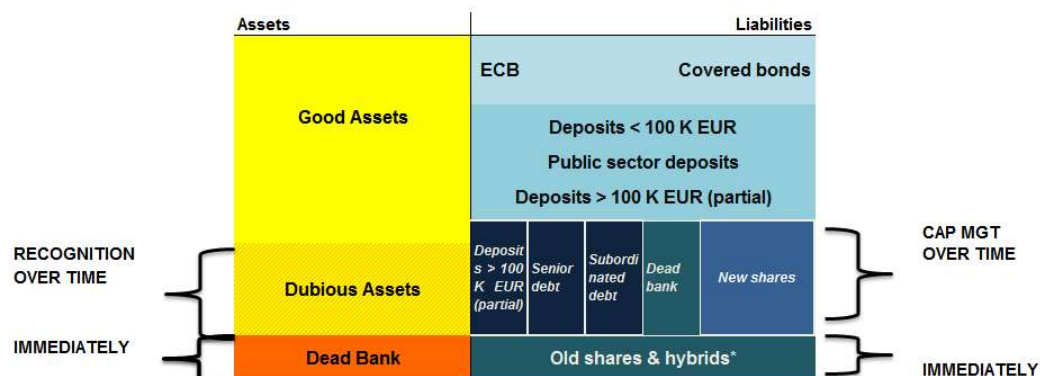 Assets
Liabilities
ECB
Covered bonds
Good Assets
Deposits < 100 K EUR
Public sector deposits
Deposits > 100 K EUR (partial)
RECOGNITION
OVER TIME
Dubious Assets
Deposit
s > 100
K EUR
(partial)
Senior
debt
Subordi
nated
debt
Dead
bank
New shares
CAP MGT
OVER TIME
IMMEDIATELY
Dead Bank
Old shares & hybrids*
IMMEDIATELY